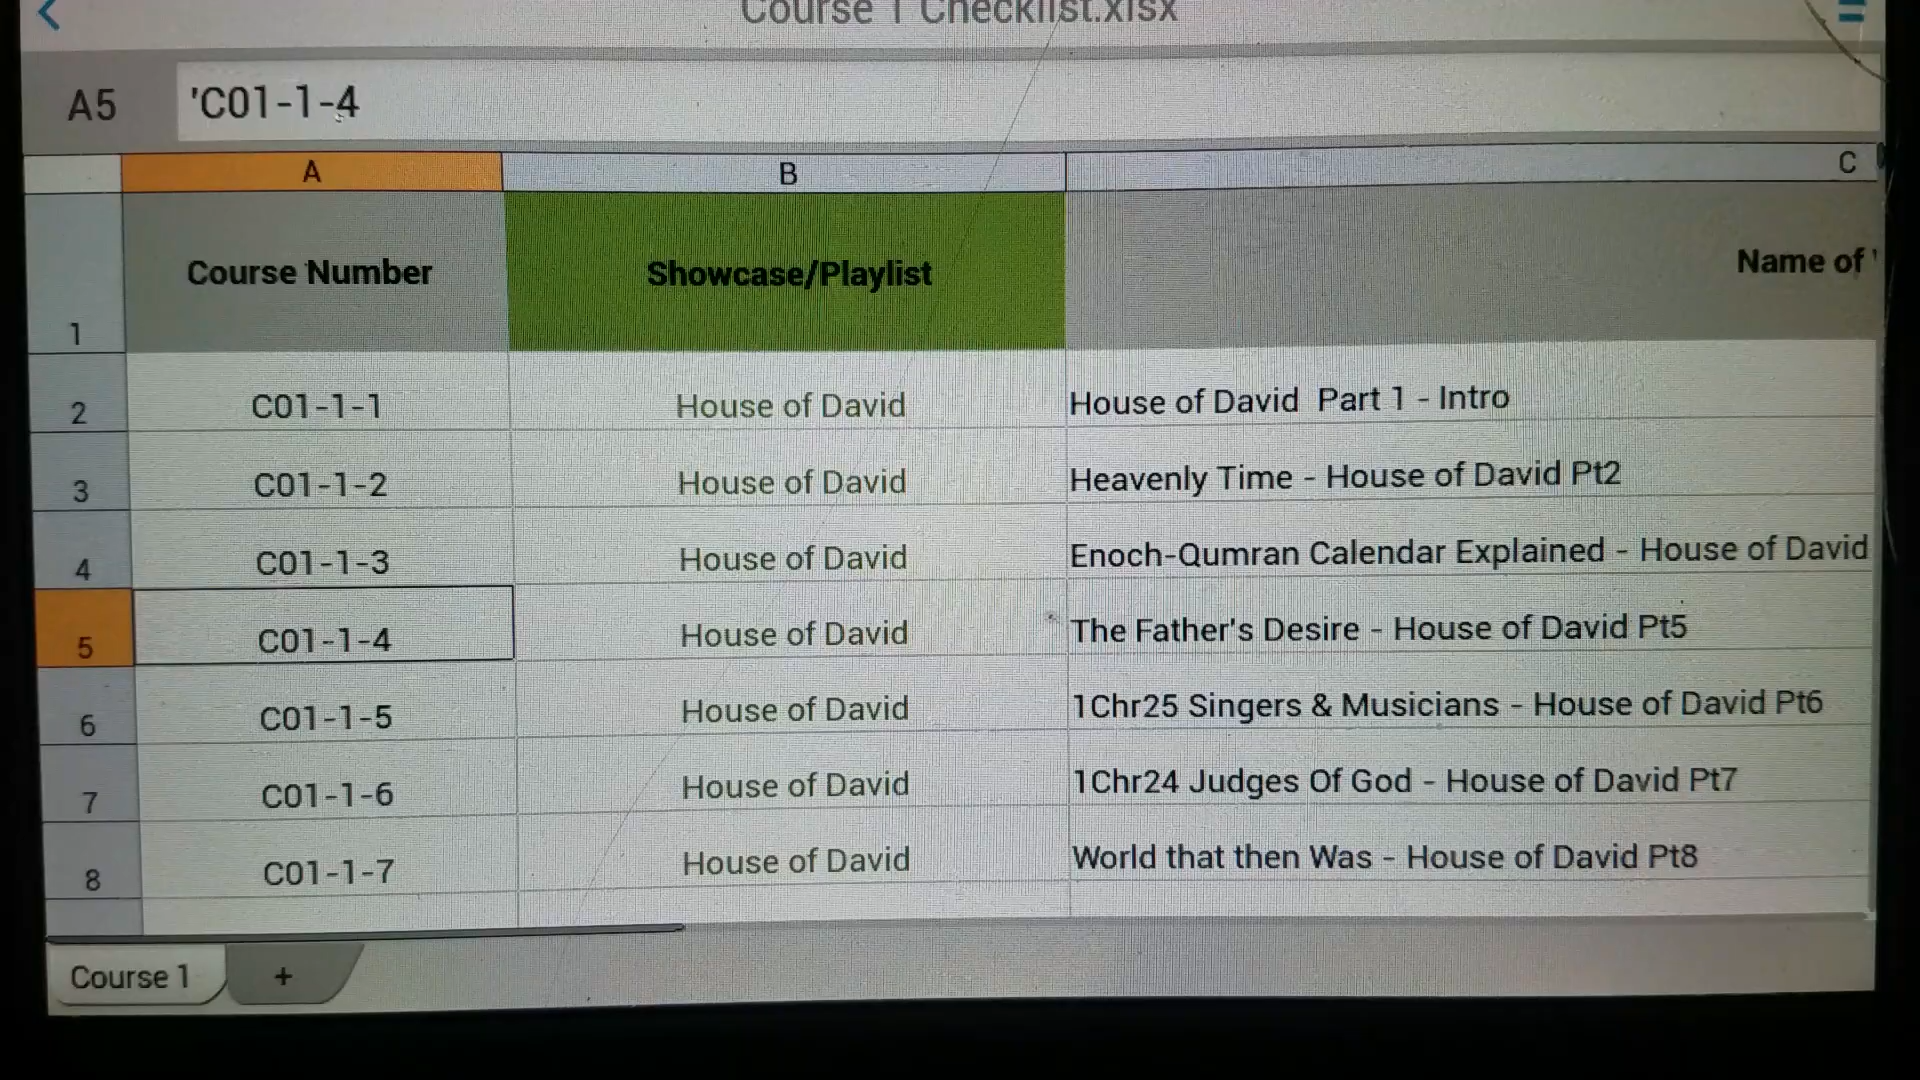 Course 1 Checklist.xlsx
A5 'C01-1-4
A B C
Course Number Showcase/Playlist Name of
1
2 C01-1-1 House of David House of David Part 1 - Intro
3 C01-1-2 House of David Heavenly Time - House of David Pt2
4 C01-1-3 House of David Enoch-Qumran Calendar Explained - House of David
5 C01-1-4 House of David The Father's Desire - House of David Pt5
6 C01-1-5 House of David 1Chr25 Singers & Musicians - House of David Pt6
7 C01-1-6 House of David 1Chr24 Judges Of God - House of David Pt7
8 C01-1-7 House of David World that then Was - House of David Pt8
Course 1 +